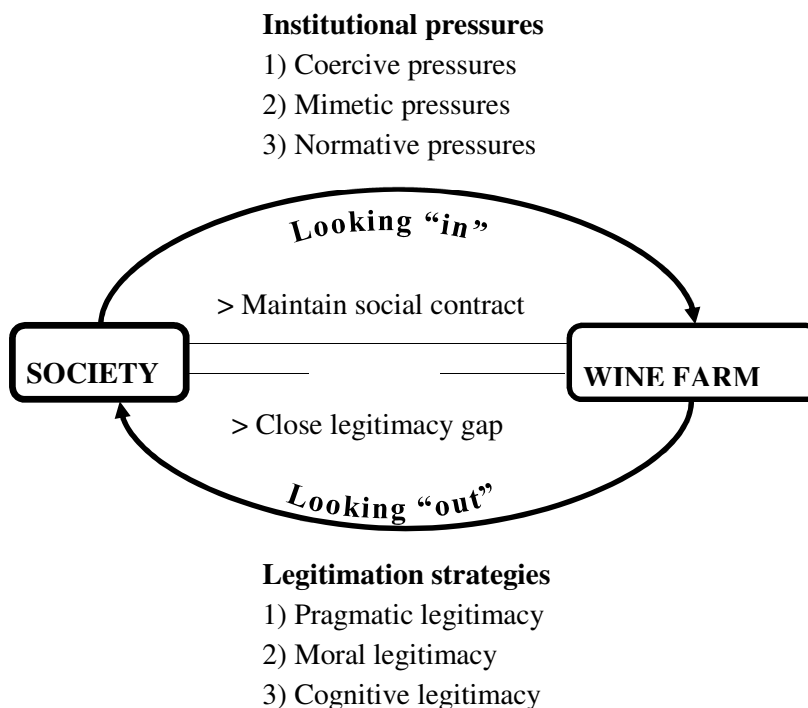 Institutional pressures
1) Coercive pressures
2) Mimetic pressures
3) Normative pressures
Looking “in”
> Maintain social contract
SOCIETY
WINE FARM
> Close legitimacy gap
Looking “out”
Legitimation strategies
1) Pragmatic legitimacy
2) Moral legitimacy
3) Cognitive legitimacy